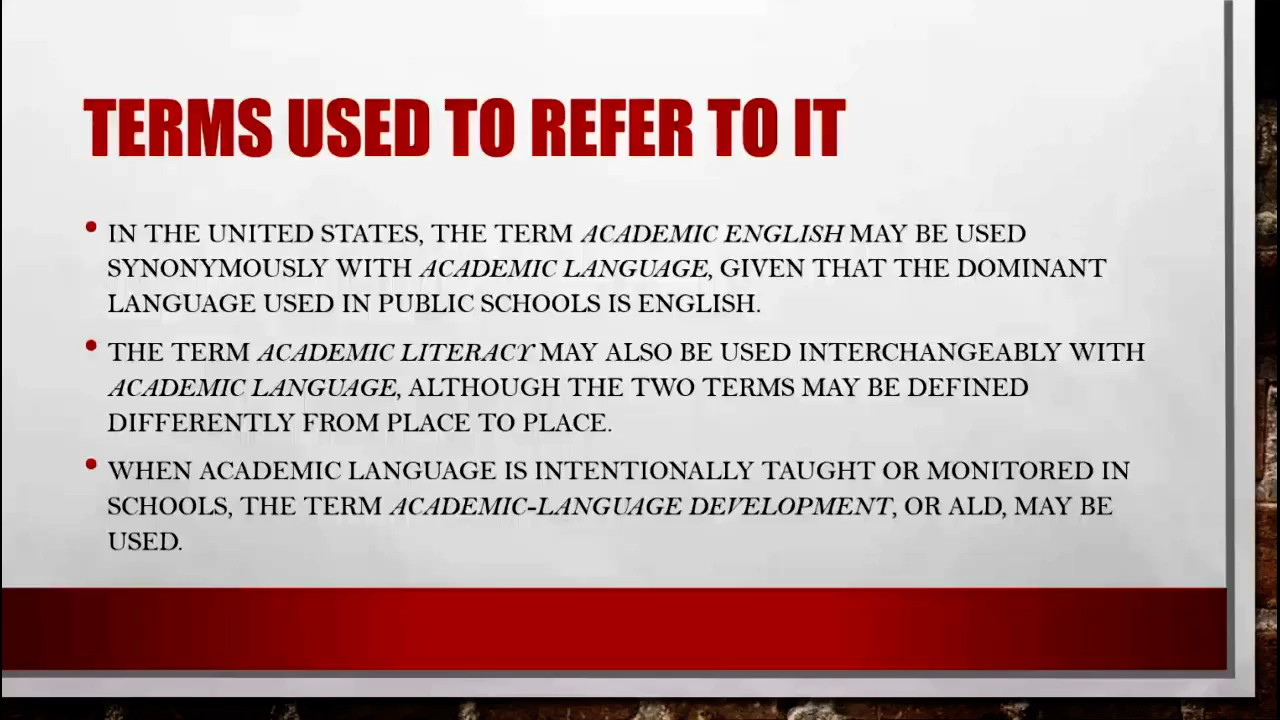 TERMS USED TO REFER TO IT
• IN THE UNITED STATES, THE TERM ACADEMIC ENGLISH MAY BE USED
SYNONYMOUSLY WITH ACADEMIC LANGUAGE, GIVEN THAT THE DOMINANT
LANGUAGE USED IN PUBLIC SCHOOLS IS ENGLISH.
• THE TERM ACADEMIC LITERACY MAY ALSO BE USED INTERCHANGEABLY WITH
ACADEMIC LANGUAGE, ALTHOUGH THE TWO TERMS MAY BE DEFINED
DIFFERENTLY FROM PLACE TO PLACE.
• WHEN ACADEMIC LANGUAGE IS INTENTIONALLY TAUGHT OR MONITORED IN
SCHOOLS, THE TERM ACADEMIC-LANGUAGE DEVELOPMENT, OR ALD, MAY BE
USED.